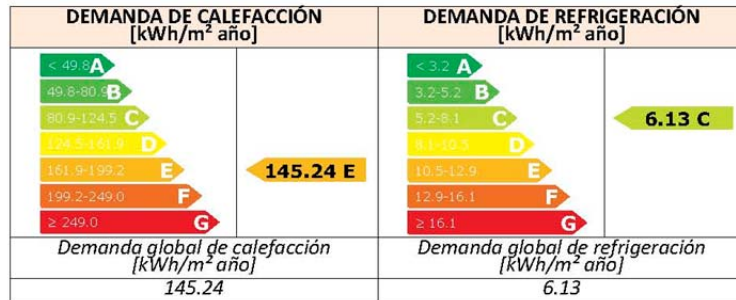 DEMANDA DE CALEFACCIÓN
[kWh/m² año]
DEMANDA DE REFRIGERACIÓN
[kWh/m² año]
< 49.8 A
49.8-80.9 B
80.9-124.5 C
124.5-161.9 D
161.9-199.2 E
199.2-249.0 F
≥ 249.0 G
145.24 E
< 3.2 A
3.2-5.2 B
5.2-8.1 C
8.1-10.5 D
10.5-12.9 E
12.9-16.1 F
≥ 16.1 G
6.13 C
Demanda global de calefacción
[kWh/m² año]
Demanda global de refrigeración
[kWh/m² año]
145.24
6.13